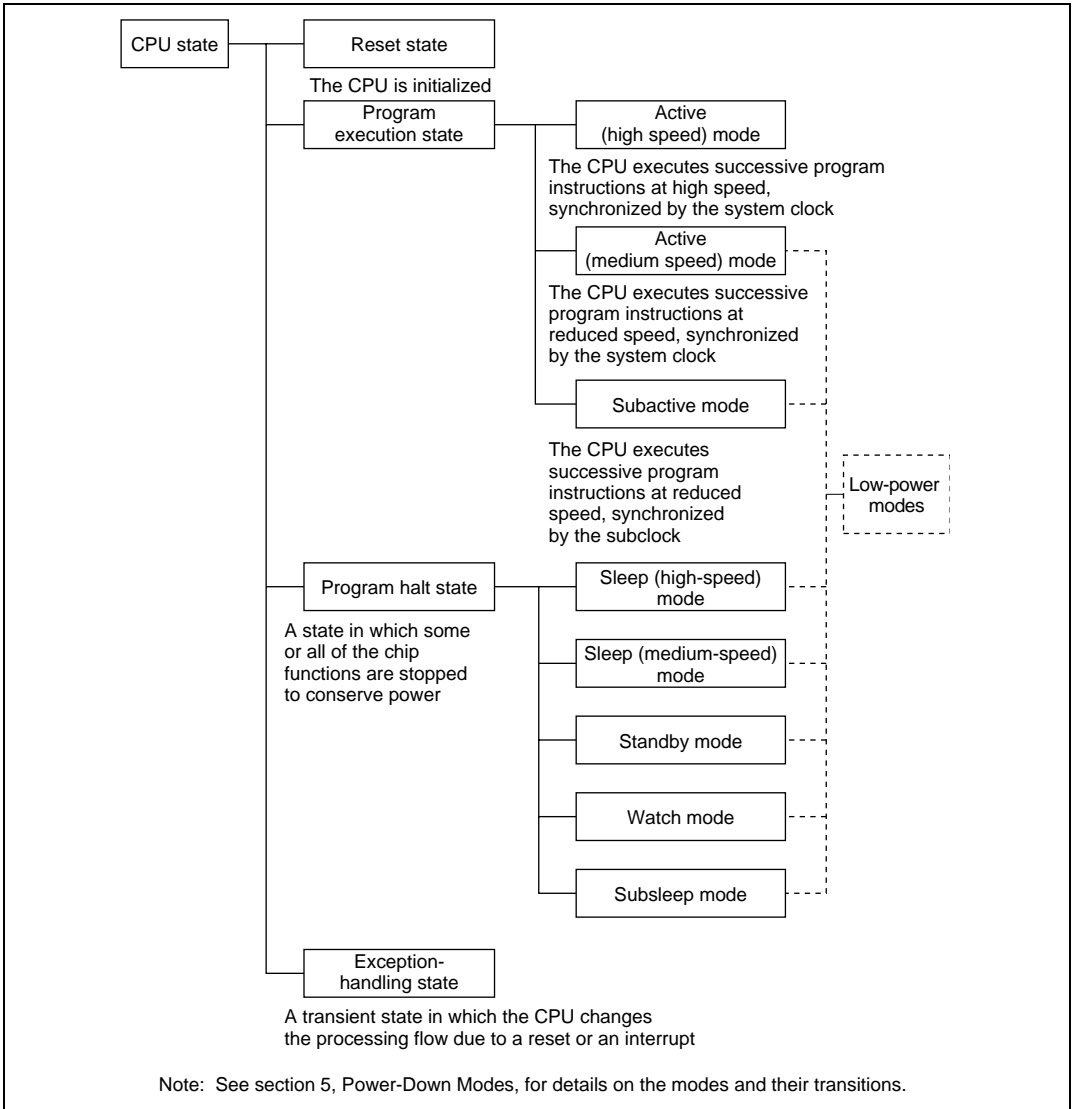 CPU state
Reset state
The CPU is initialized
Program
execution state
Active
(high speed) mode
The CPU executes successive program
instructions at high speed,
synchronized by the system clock
Active
(medium speed) mode
The CPU executes successive
program instructions at
reduced speed, synchronized
by the system clock
Subactive mode
The CPU executes
successive program
instructions at reduced
speed, synchronized
by the subclock
Low-power
modes
Program halt state
A state in which some
or all of the chip
functions are stopped
to conserve power
Sleep (high-speed)
mode
Sleep (medium-speed)
mode
Standby mode
Watch mode
Subsleep mode
Exception-
handling state
A transient state in which the CPU changes
the processing flow due to a reset or an interrupt
Note: See section 5, Power-Down Modes, for details on the modes and their transitions.